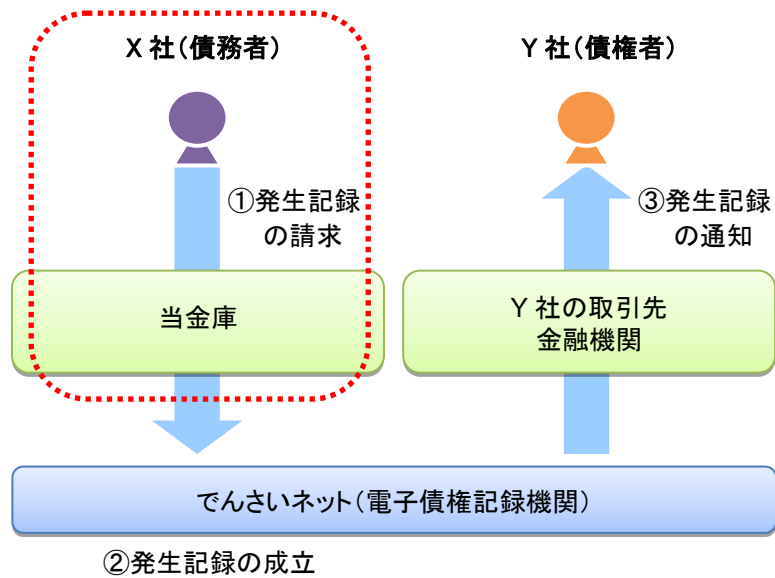 X 社（債務者）
Y 社（債権者）
①発生記録
の請求
③発生記録
の通知
当金庫
Y 社の取引先
金融機関
でんさいネット（電子債権記録機関）
②発生記録の成立